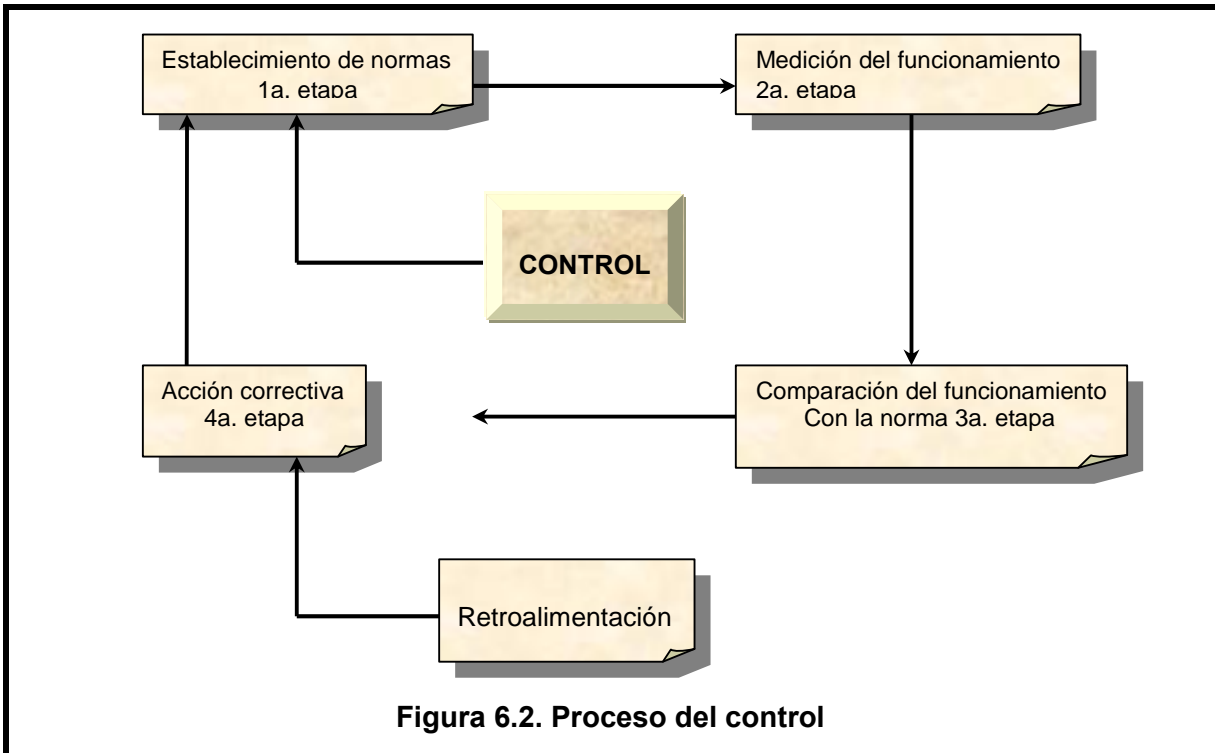 Establecimiento de normas
1a. etapa
Medición del funcionamiento
2a. etapa
CONTROL
Acción correctiva
4a. etapa
Comparación del funcionamiento
Con la norma 3a. etapa
Retroalimentación
Figura 6.2. Proceso del control